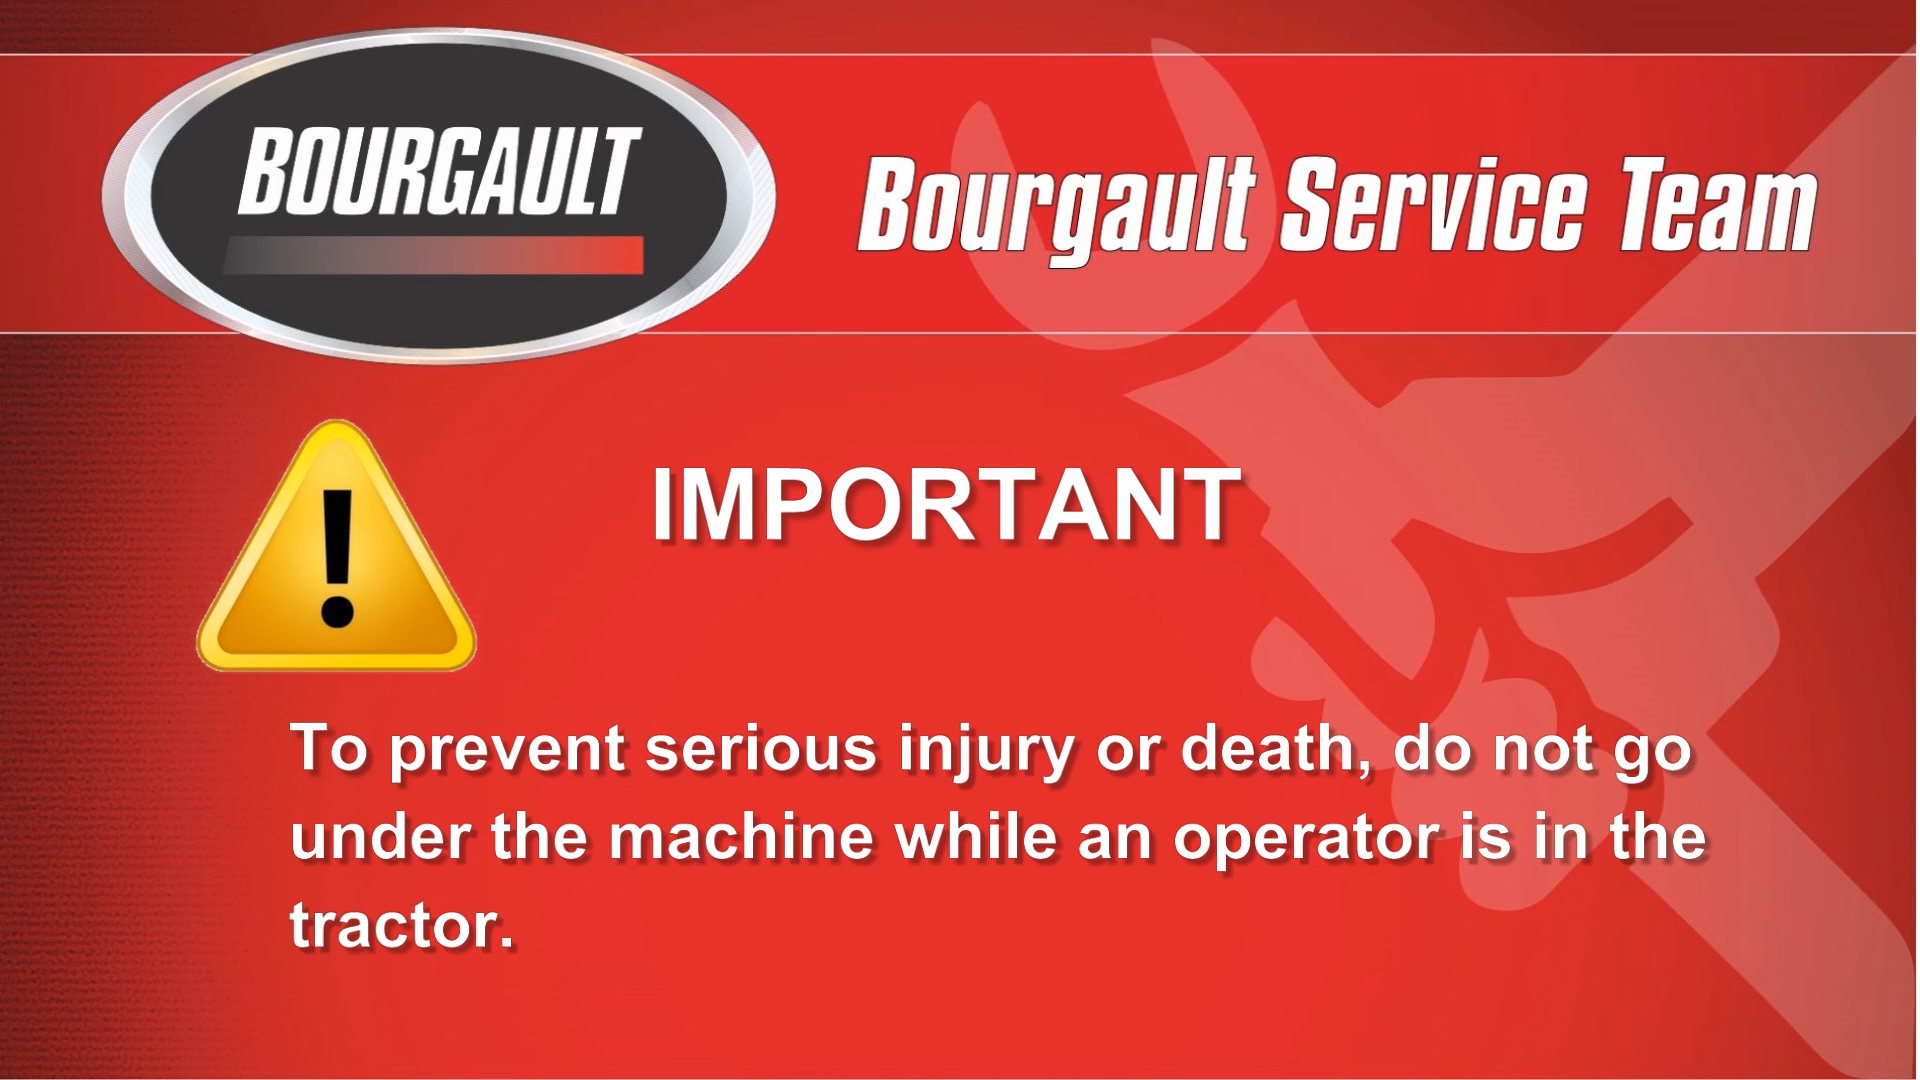 BOURGAULT
Bourgault Service Team
!
IMPORTANT
To prevent serious injury or death, do not go
under the machine while an operator is in the
tractor.